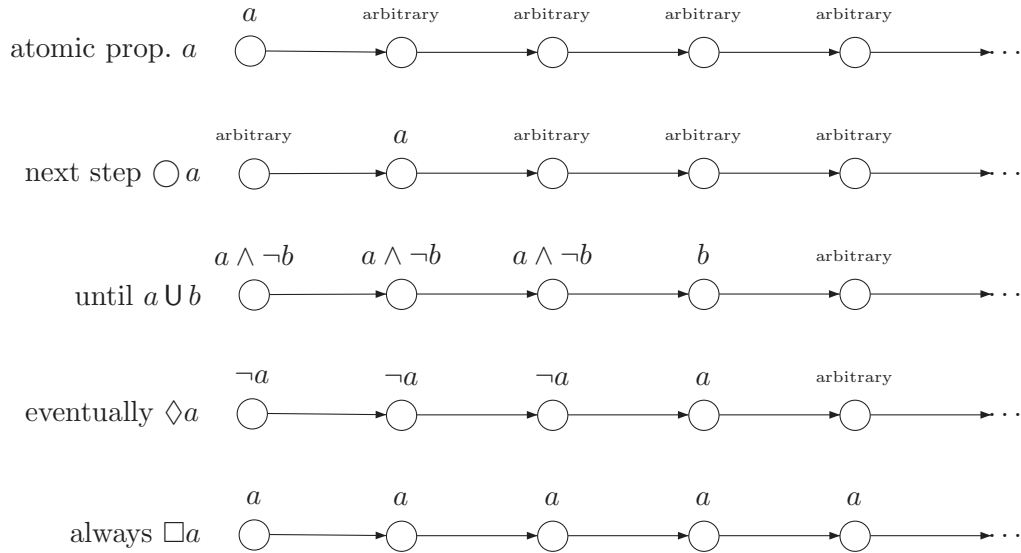 a arbitrary arbitrary arbitrary arbitrary
atomic prop. a ···
arbitrary a arbitrary arbitrary arbitrary
next step ◯ a ···
a ∧ ¬b a ∧ ¬b a ∧ ¬b b arbitrary
until a U b ···
¬a ¬a ¬a a arbitrary
eventually ◇a ···
a a a a a
always □a ···